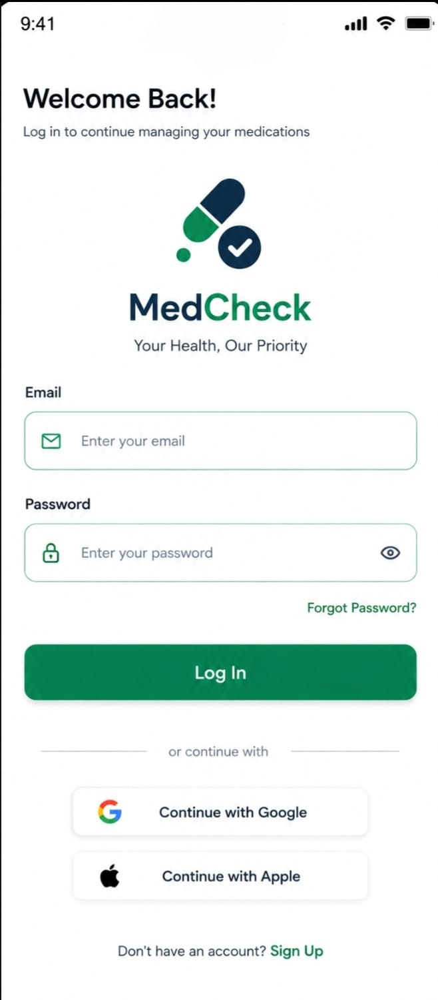 9:41
Welcome Back!
Log in to continue managing your medications
MedCheck
Your Health, Our Priority
Email
Enter your email
Password
Enter your password
Forgot Password?
Log In
or continue with
Continue with Google
Continue with Apple
Don't have an account? Sign Up